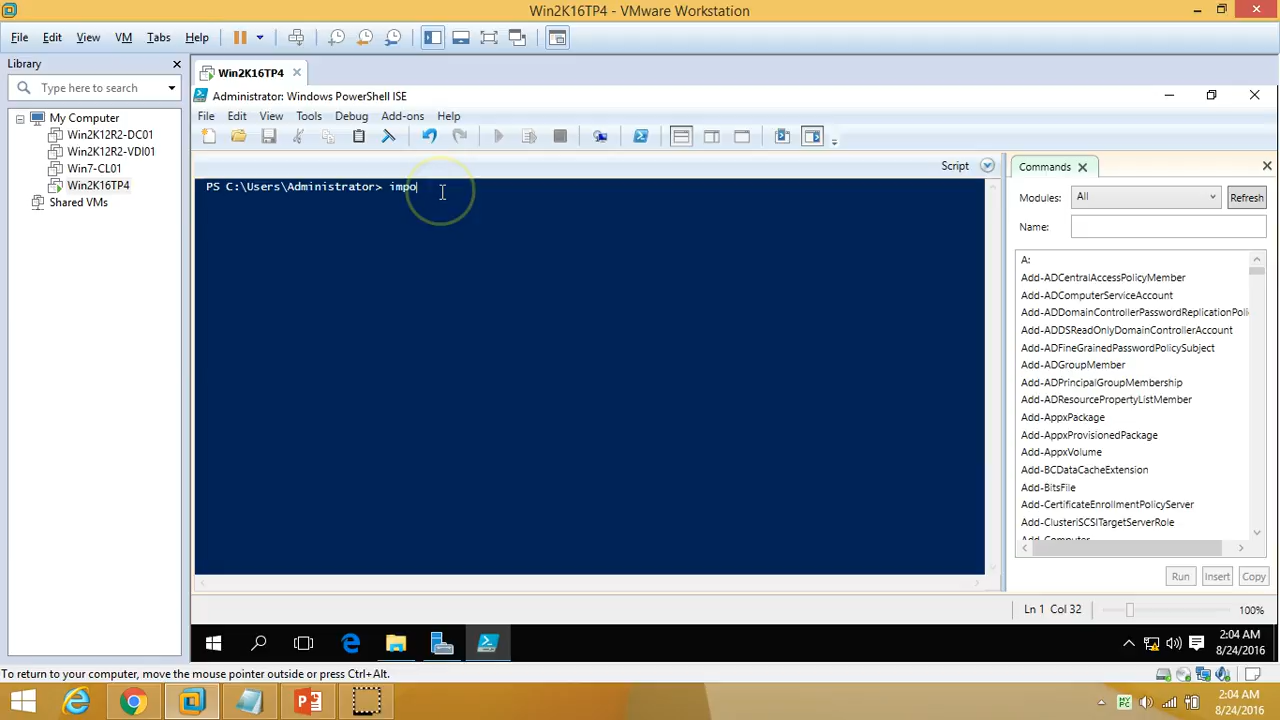 Win2K16TP4 - VMware Workstation
File Edit View VM Tabs Help
Library
Type here to search
My Computer
Win2K12R2-DC01
Win2K12R2-VDI01
Win7-CL01
Win2K16TP4
Shared VMs
Win2K16TP4
Administrator: Windows PowerShell ISE
File Edit View Tools Debug Add-ons Help
Script
PS C:\Users\Administrator> impo
Commands
Modules: All Refresh
Name:
A:
Add-ADCentralAccessPolicyMember
Add-ADComputerServiceAccount
Add-ADDomainControllerPasswordReplicationPoli
Add-ADDSReadOnlyDomainControllerAccount
Add-ADFineGrainedPasswordPolicySubject
Add-ADGroupMember
Add-ADPrincipalGroupMembership
Add-ADResourcePropertyListMember
Add-AppxPackage
Add-AppxProvisionedPackage
Add-AppxVolume
Add-BCDataCacheExtension
Add-BitsFile
Add-CertificateEnrollmentPolicyServer
Add-ClusteriSCSITargetServerRole
Add-Computer
Run Insert Copy
Ln 1 Col 32 100%
2:04 AM
8/24/2016
To return to your computer, move the mouse pointer outside or press Ctrl+Alt.
2:04 AM
8/24/2016